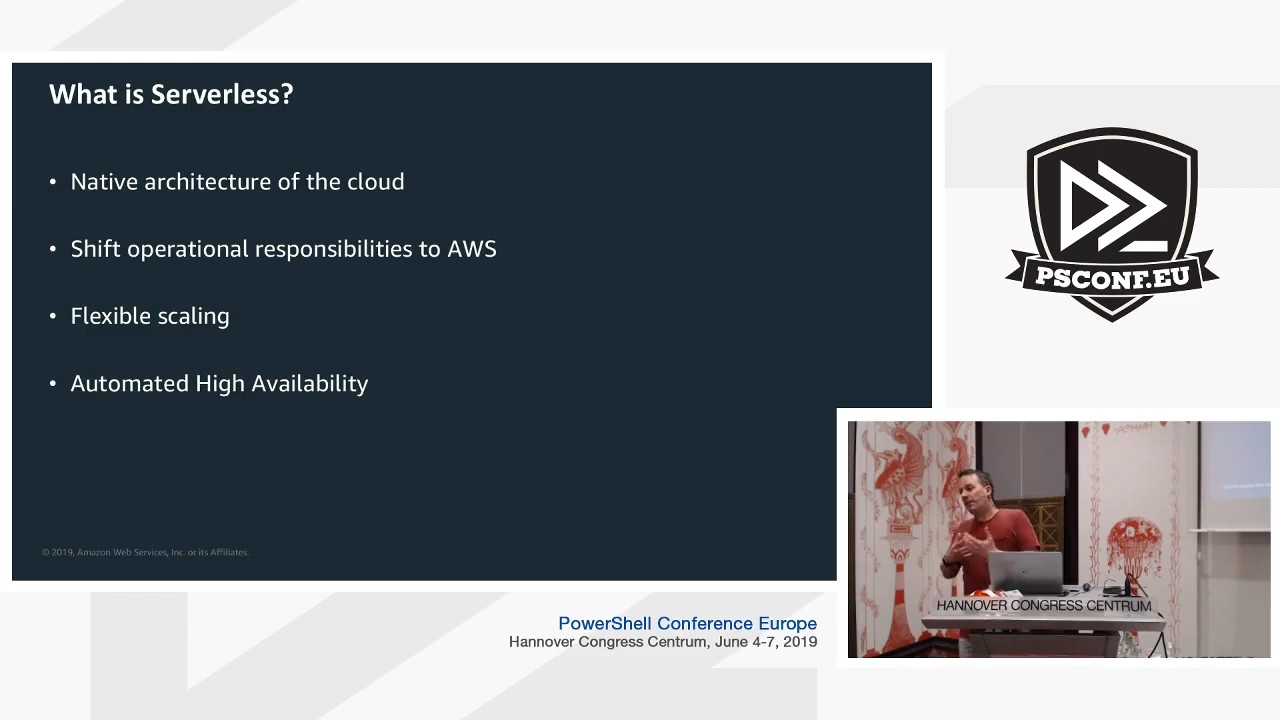 What is Serverless?
• Native architecture of the cloud
• Shift operational responsibilities to AWS
• Flexible scaling
• Automated High Availability
© 2019, Amazon Web Services, Inc. or its Affiliates.
PSCONF.EU
HANNOVER CONGRESS CENTRUM
PowerShell Conference Europe
Hannover Congress Centrum, June 4-7, 2019